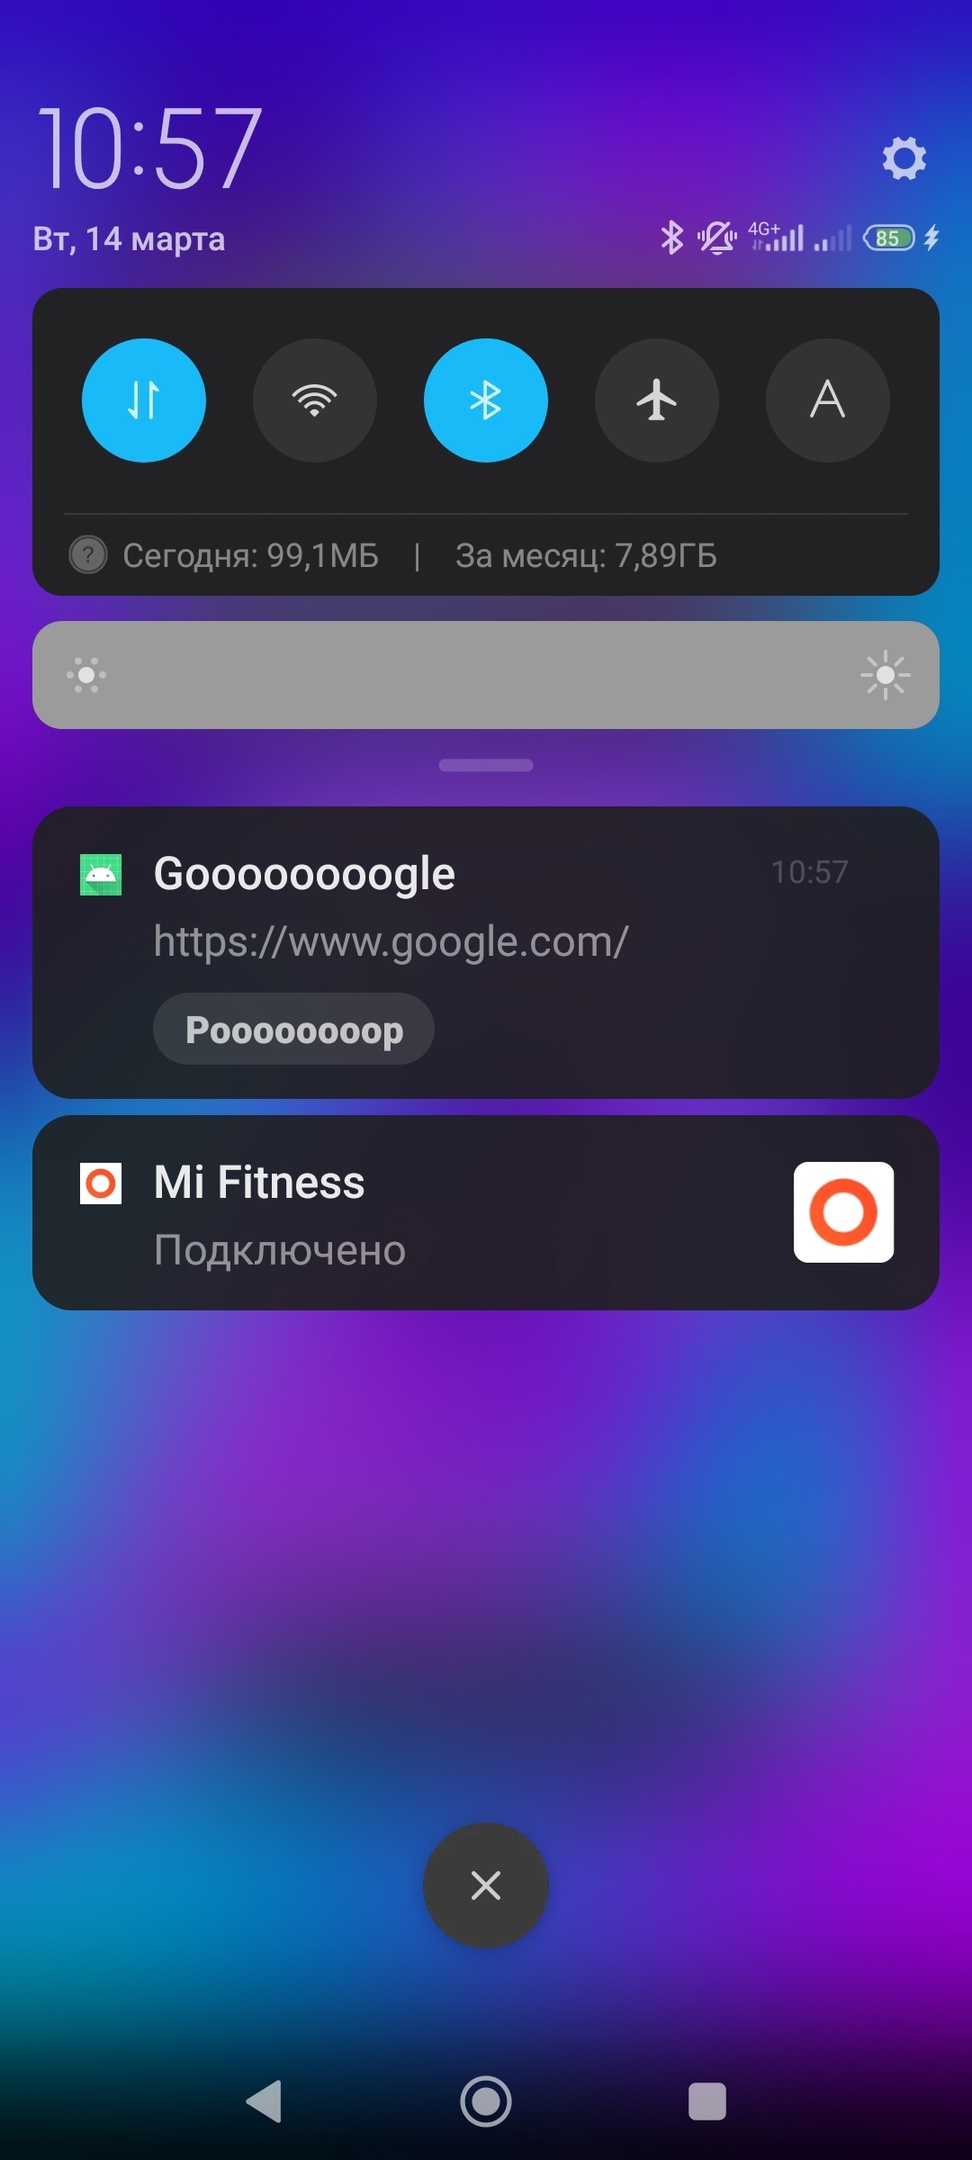 10:57
Вт, 14 марта
4G+
85
Сегодня: 99,1МБ | За месяц: 7,89ГБ
Goooooooogle
10:57
https://www.google.com/
Poooooooop
Mi Fitness
Подключено